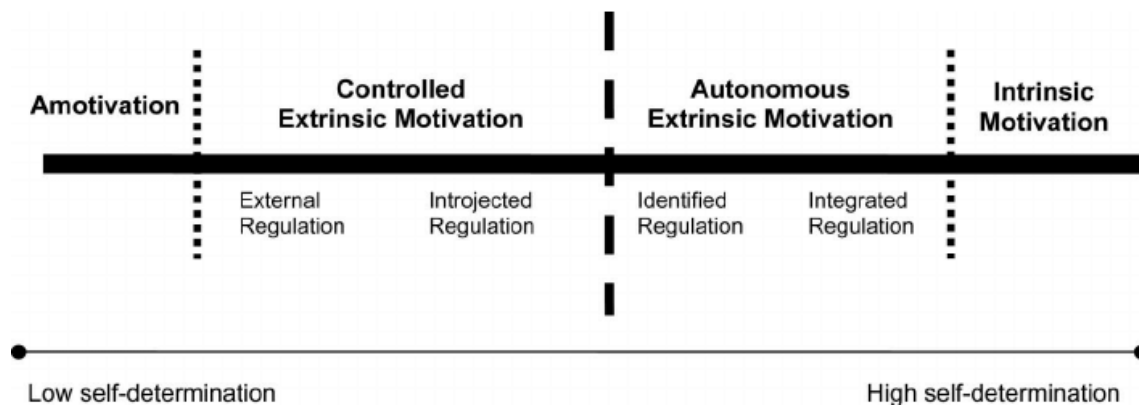 Amotivation
Controlled
Extrinsic Motivation
Autonomous
Extrinsic Motivation
Intrinsic
Motivation
External
Regulation
Introjected
Regulation
Identified
Regulation
Integrated
Regulation
Low self-determination
High self-determination